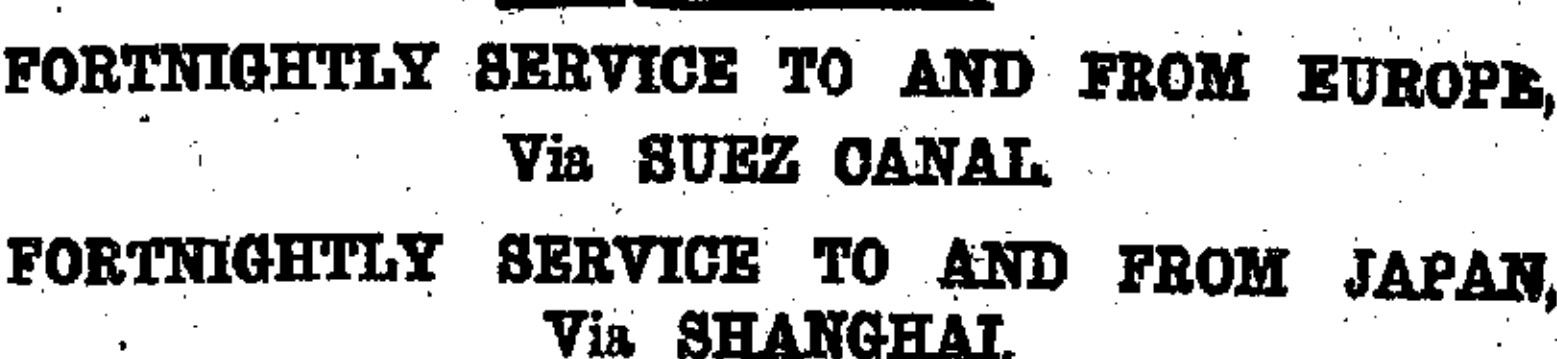 FORTNIGHTLY SERVICE TO AND FROM EUROPE,
Via SUEZ CANAL.
FORTNIGHTLY SERVICE TO AND FROM JAPAN,
Via SHANGHAI.